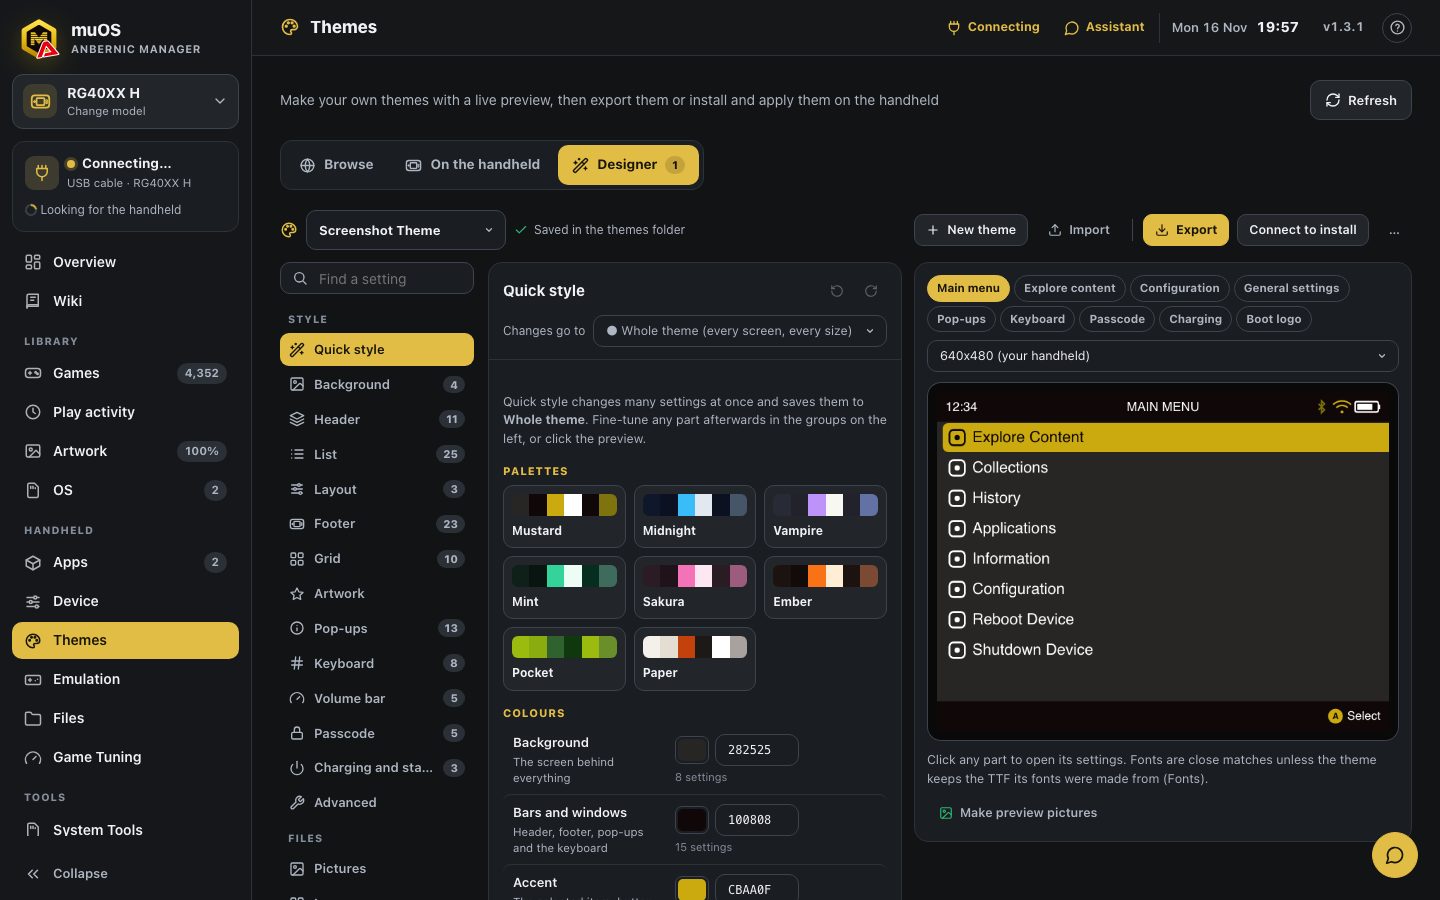 muOS
ANBERNIC MANAGER
RG40XX H
Change model
Connecting...
USB cable · RG40XX H
Looking for the handheld
Overview
Wiki
LIBRARY
Games 4,352
Play activity
Artwork 100%
OS 2
HANDHELD
Apps 2
Device
Themes
Emulation
Files
Game Tuning
TOOLS
System Tools
Collapse
Themes
Connecting
Assistant
Mon 16 Nov 19:57
v1.3.1
Make your own themes with a live preview, then export them or install and apply them on the handheld
Refresh
Browse
On the handheld
Designer 1
Screenshot Theme
Saved in the themes folder
New theme
Import
Export
Connect to install
...
Find a setting
STYLE
Quick style
Background 4
Header 11
List 25
Layout 3
Footer 23
Grid 10
Artwork
Pop-ups 13
Keyboard 8
Volume bar 5
Passcode 5
Charging and sta... 3
Advanced
FILES
Pictures
Quick style
Changes go to
Whole theme (every screen, every size)
Quick style changes many settings at once and saves them to
Whole theme. Fine-tune any part afterwards in the groups on the
left, or click the preview.
PALETTES
Mustard
Midnight
Vampire
Mint
Sakura
Ember
Pocket
Paper
COLOURS
Background
The screen behind
everything
282525
8 settings
Bars and windows
Header, footer, pop-ups
and the keyboard
100808
15 settings
Accent
CBAA0F
Main menu
Explore content
Configuration
General settings
Pop-ups
Keyboard
Passcode
Charging
Boot logo
640x480 (your handheld)
12:34
MAIN MENU
Explore Content
Collections
History
Applications
Information
Configuration
Reboot Device
Shutdown Device
A Select
Click any part to open its settings. Fonts are close matches unless the theme
keeps the TTF its fonts were made from (Fonts).
Make preview pictures